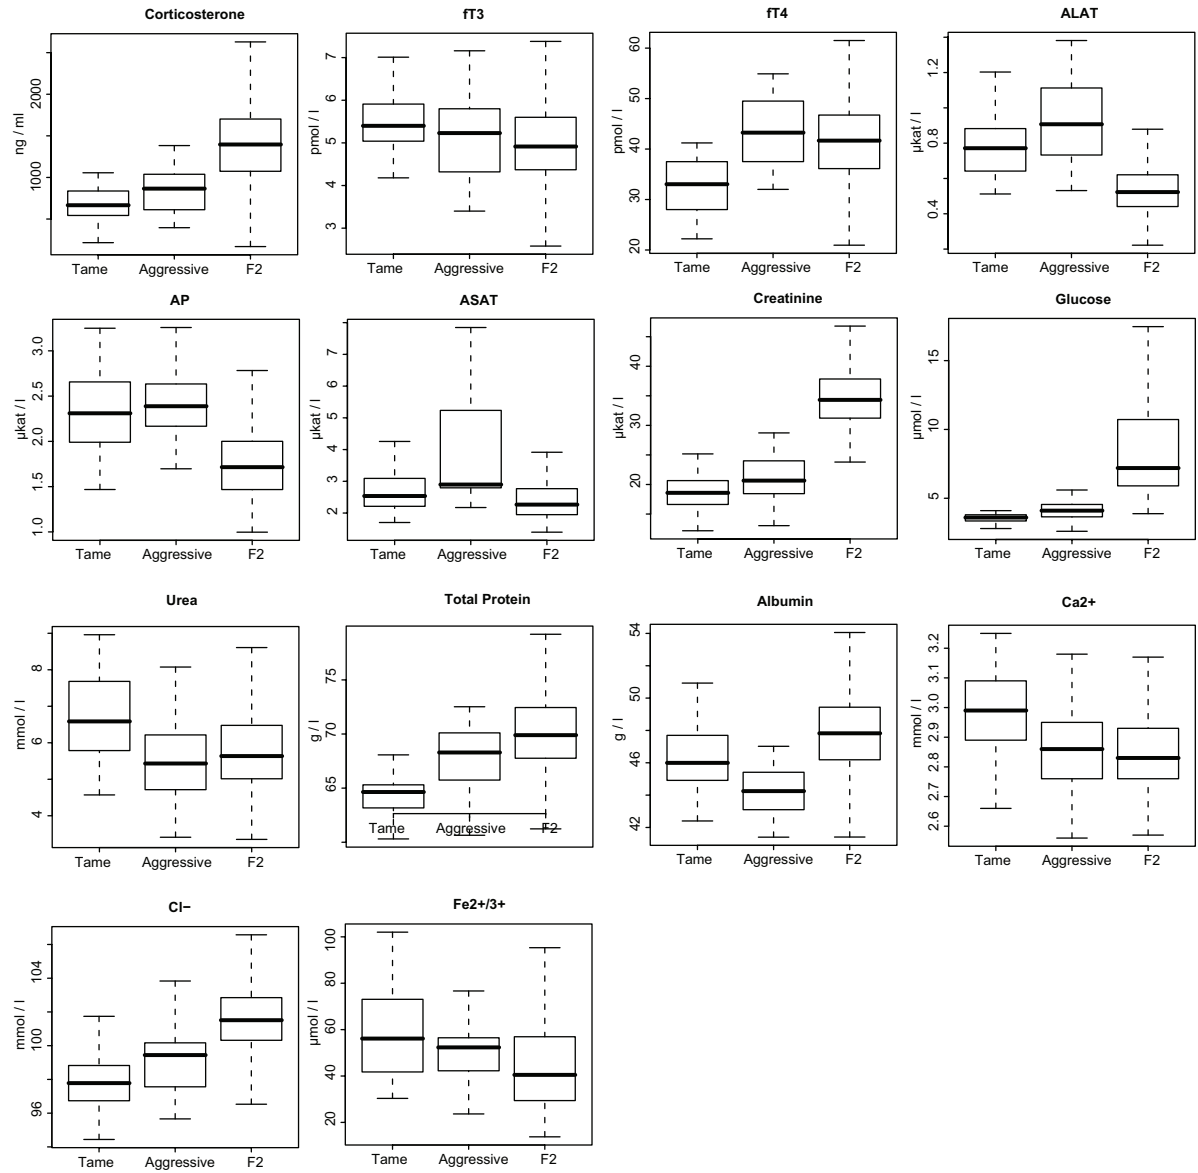 Corticosterone
ng / ml
1000 2000
Tame Aggressive F2
fT3
pmol / l
3 4 5 6 7
Tame Aggressive F2
fT4
pmol / l
20 30 40 50 60
Tame Aggressive F2
ALAT
µkat / l
0.4 0.8 1.2
Tame Aggressive F2
AP
µkat / l
1.0 1.5 2.0 2.5 3.0
Tame Aggressive F2
ASAT
µkat / l
2 3 4 5 6 7 8
Tame Aggressive F2
Creatinine
µkat / l
20 30 40
Tame Aggressive F2
Glucose
µmol / l
5 10 15
Tame Aggressive F2
Urea
mmol / l
4 6 8
Tame Aggressive F2
Total Protein
g / l
65 70 75
Tame Aggressive F2
Albumin
g / l
42 46 50 54
Tame Aggressive F2
Ca2+
mmol / l
2.6 2.7 2.8 2.9 3.0 3.1 3.2
Tame Aggressive F2
Cl−
mmol / l
96 100 104
Tame Aggressive F2
Fe2+/3+
µmol / l
20 40 60 80 100
Tame Aggressive F2